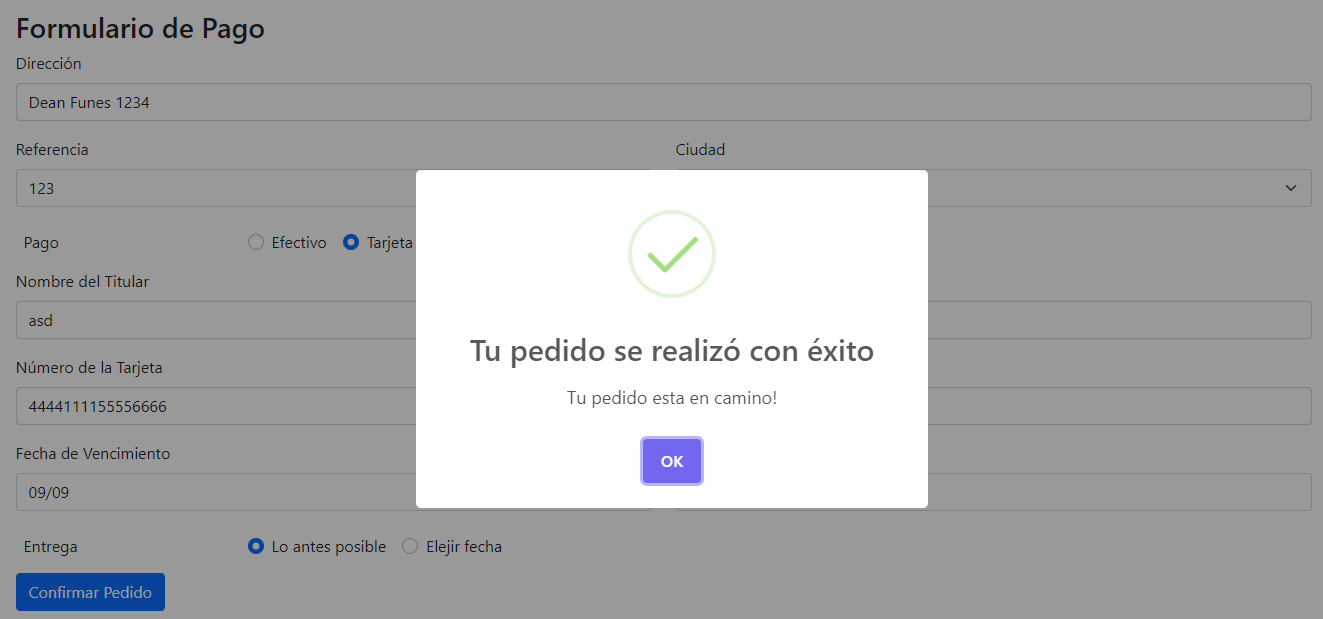 Formulario de Pago
Dirección
Dean Funes 1234
Referencia Ciudad
123
Pago Efectivo Tarjeta
Nombre del Titular
asd
Número de la Tarjeta
4444111155556666
Fecha de Vencimiento
09/09
Entrega Lo antes posible Elejir fecha
Confirmar Pedido
Tu pedido se realizó con éxito
Tu pedido esta en camino!
OK